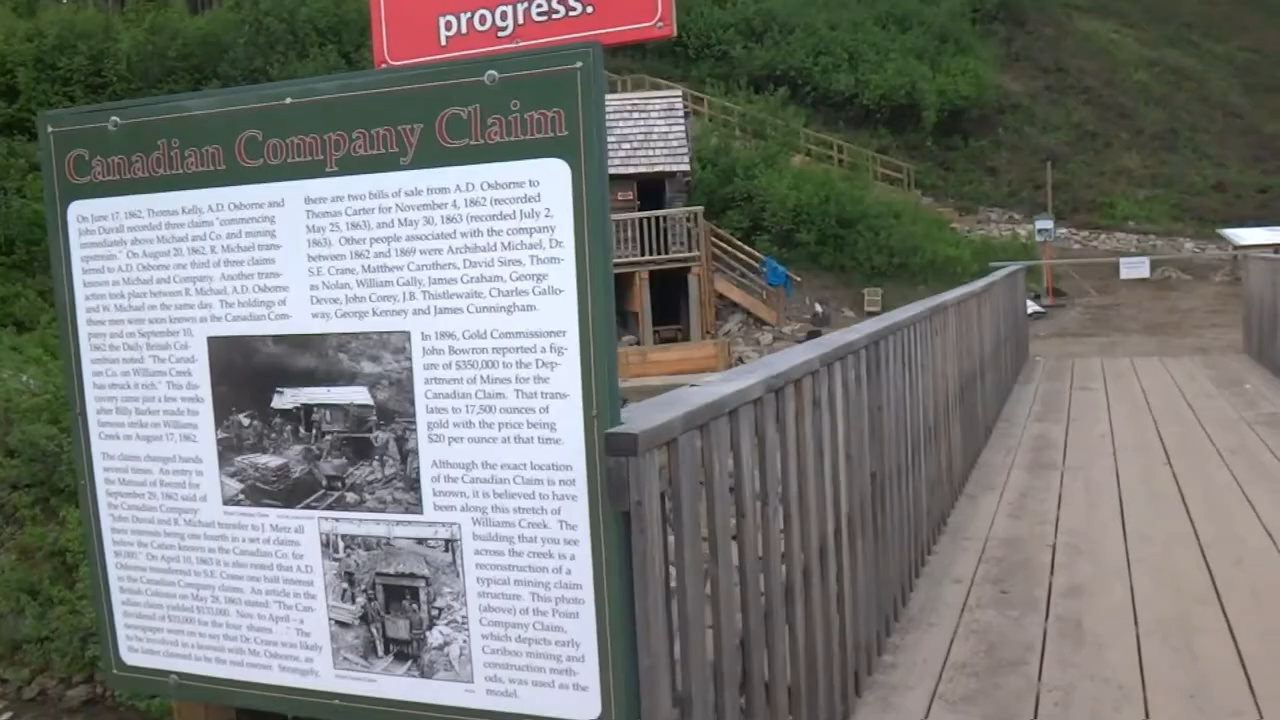 progress.
Canadian Company Claim
On June 17, 1862, Thomas Kelly, A.D. Osborne and
John Duvall recorded three claims "commencing
immediately above Michael and Co. and mining
upstream." On August 20, 1862, R. Michael trans-
ferred to A.D. Osborne one third of three claims
known as Michael and Company. Another trans-
action took place between R. Michael, A.D. Osborne
and W. Michael on the same day. The holdings of
these men were soon known as the Canadian Com-
pany and on September 10,
1862 the Daily British Col-
umbian noted: "The Canad-
ian Co. on Williams Creek
has struck it rich." This dis-
covery came just a few weeks
after Billy Barker made his
famous strike on Williams
Creek on August 17, 1862.
The claims changed hands
several times. An entry in
the Manual of Record for
September 29, 1862 said of
the Canadian Company:
"John Duval and R. Michael transfer to J. Metz all
their interests being one fourth in a set of claims
below the Cañon known as the Canadian Co. for
$9,000." On April 10, 1863 it is also noted that A.D.
Osborne transferred to S.E. Crane one half interest
in the Canadian Company claims. An article in the
British Colonist on May 28, 1863 stated: "The Can-
adian claim yielded $133,000. Nov. to April - a
dividend of $33,000 for the four shares . . ." The
newspaper went on to say that Dr. Crane was likely
to be involved in a lawsuit with Mr. Osborne, as
the latter claimed to be the real owner. Strangely,
there are two bills of sale from A.D. Osborne to
Thomas Carter for November 4, 1862 (recorded
May 25, 1863), and May 30, 1863 (recorded July 2,
1863). Other people associated with the company
between 1862 and 1869 were Archibald Michael, Dr.
S.E. Crane, Matthew Caruthers, David Sires, Thom-
as Nolan, William Gally, James Graham, George
Devoe, John Corey, J.B. Thistlewaite, Charles Gallo-
way, George Kenney and James Cunningham.
In 1896, Gold Commissioner
John Bowron reported a fig-
ure of $350,000 to the Dep-
artment of Mines for the
Canadian Claim. That trans-
lates to 17,500 ounces of
gold with the price being
$20 per ounce at that time.
Although the exact location
of the Canadian Claim is not
known, it is believed to have
been along this stretch of
Williams Creek. The
building that you see
across the creek is a
reconstruction of a
typical mining claim
structure. This photo
(above) of the Point
Company Claim,
which depicts early
Cariboo mining and
construction meth-
ods, was used as the
model.